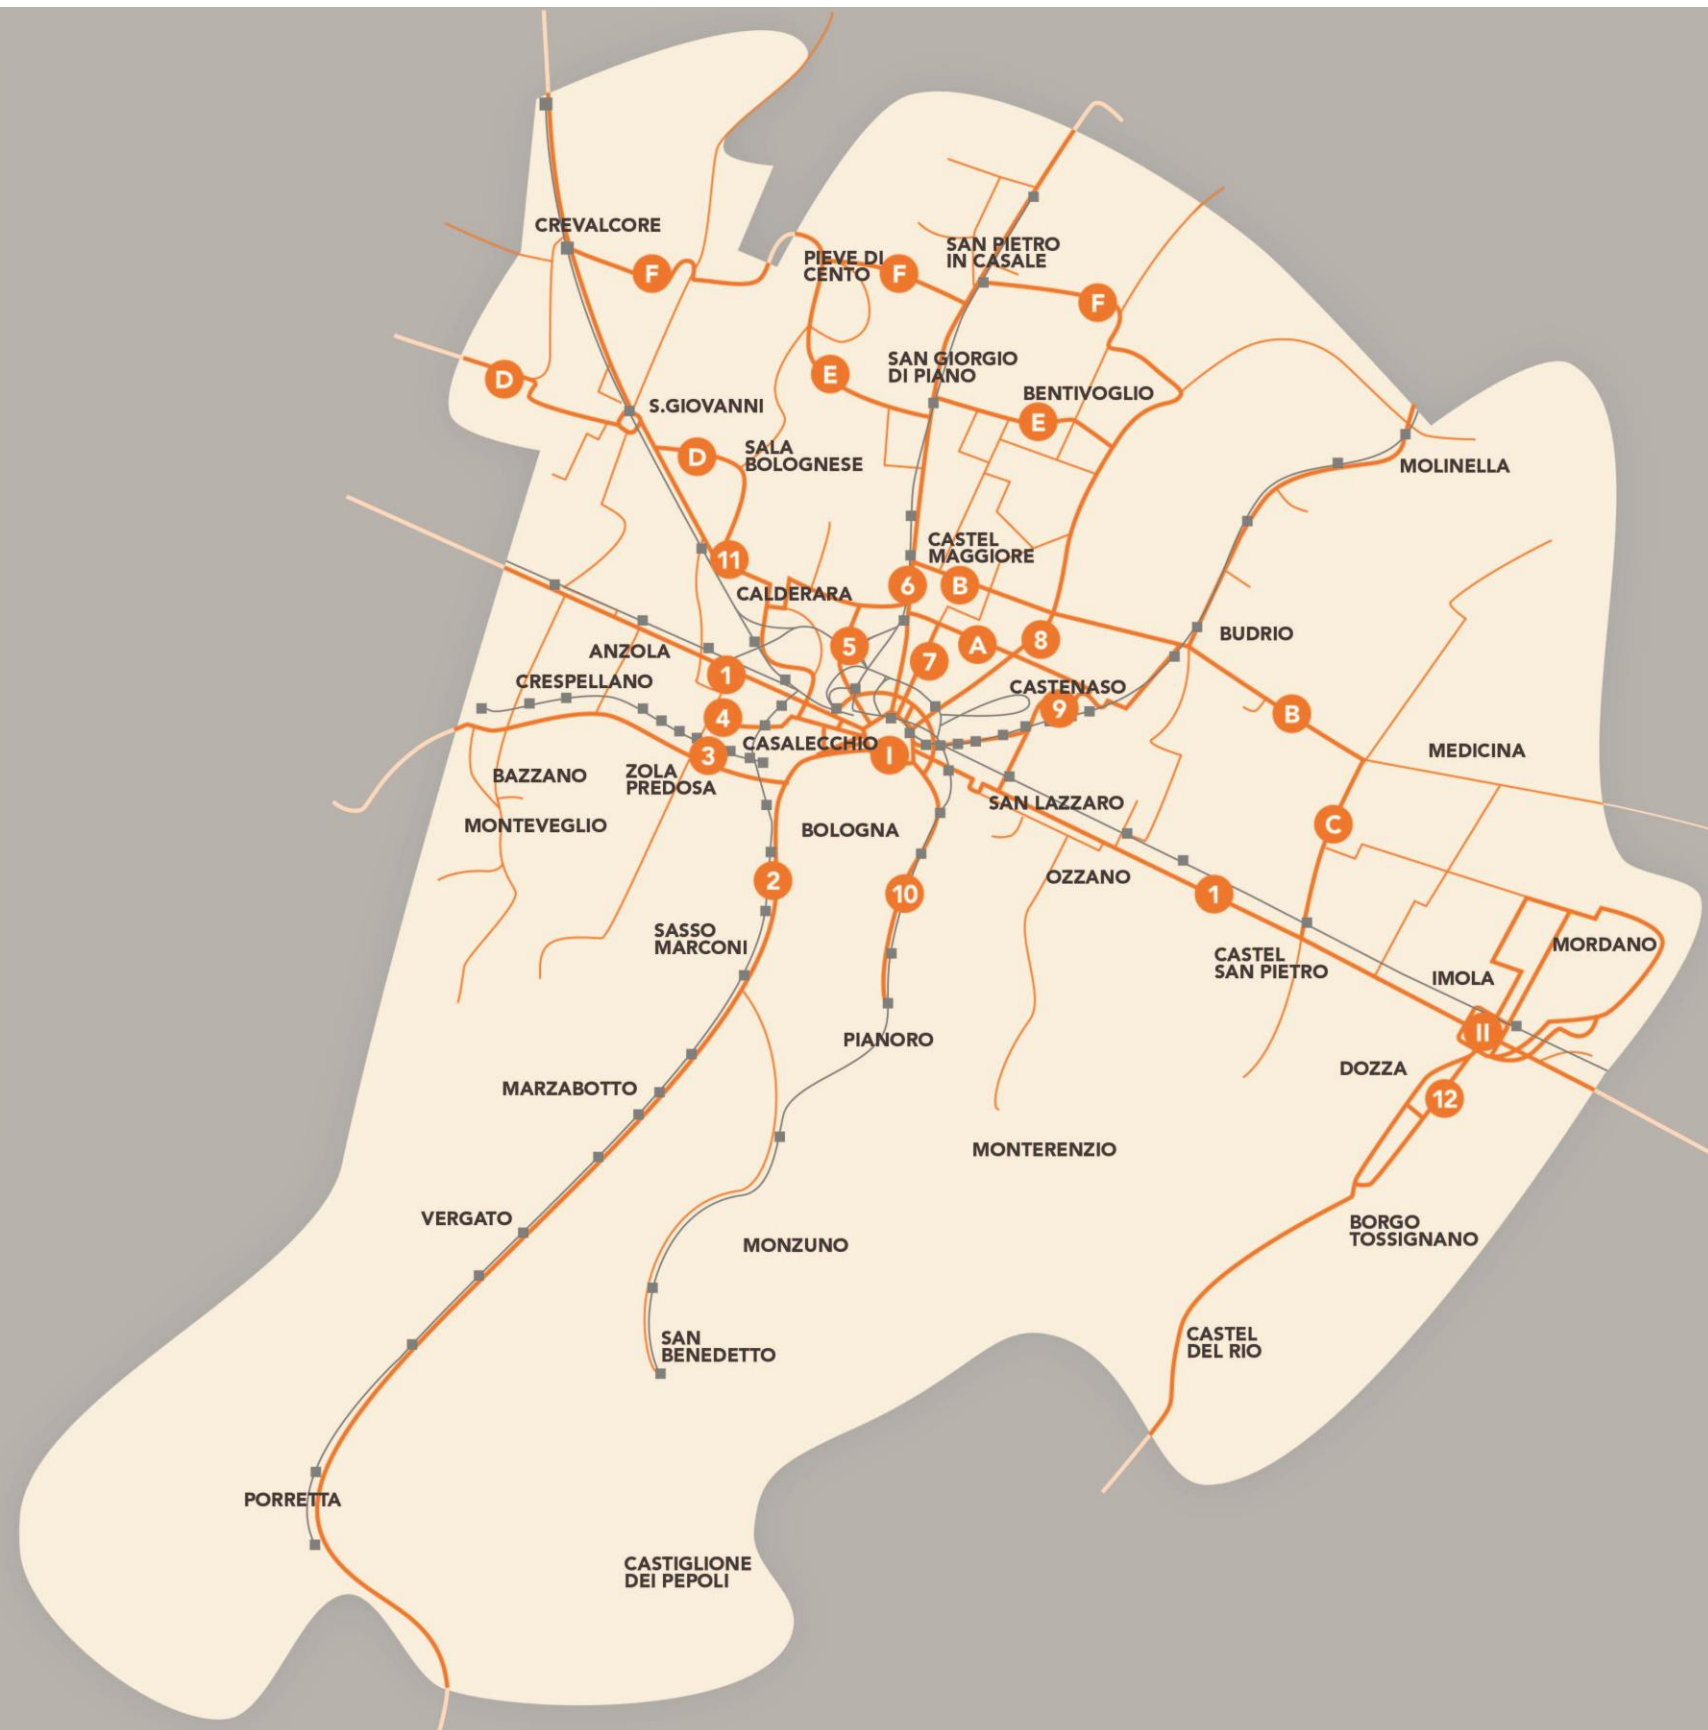 CREVALCORE
F
PIEVE DI
CENTO
F
SAN PIETRO
IN CASALE
F
D
E
SAN GIORGIO
DI PIANO
BENTIVOGLIO
E
S.GIOVANNI
D
SALA
BOLOGNESE
MOLINELLA
11
CASTEL
MAGGIORE
CALDERARA
6
B
ANZOLA
5
7
A
8
BUDRIO
CRESPELLANO
1
CASTENASO
9
B
4
CASALECCHIO
3
I
MEDICINA
BAZZANO
ZOLA
PREDOSA
SAN LAZZARO
MONTEVEGLIO
BOLOGNA
C
2
10
OZZANO
1
SASSO
MARCONI
CASTEL
SAN PIETRO
IMOLA
MORDANO
PIANORO
II
MARZABOTTO
DOZZA
12
MONTERENZIO
VERGATO
MONZUNO
BORGO
TOSSIGNANO
SAN
BENEDETTO
CASTEL
DEL RIO
PORRETTA
CASTIGLIONE
DEI PEPOLI